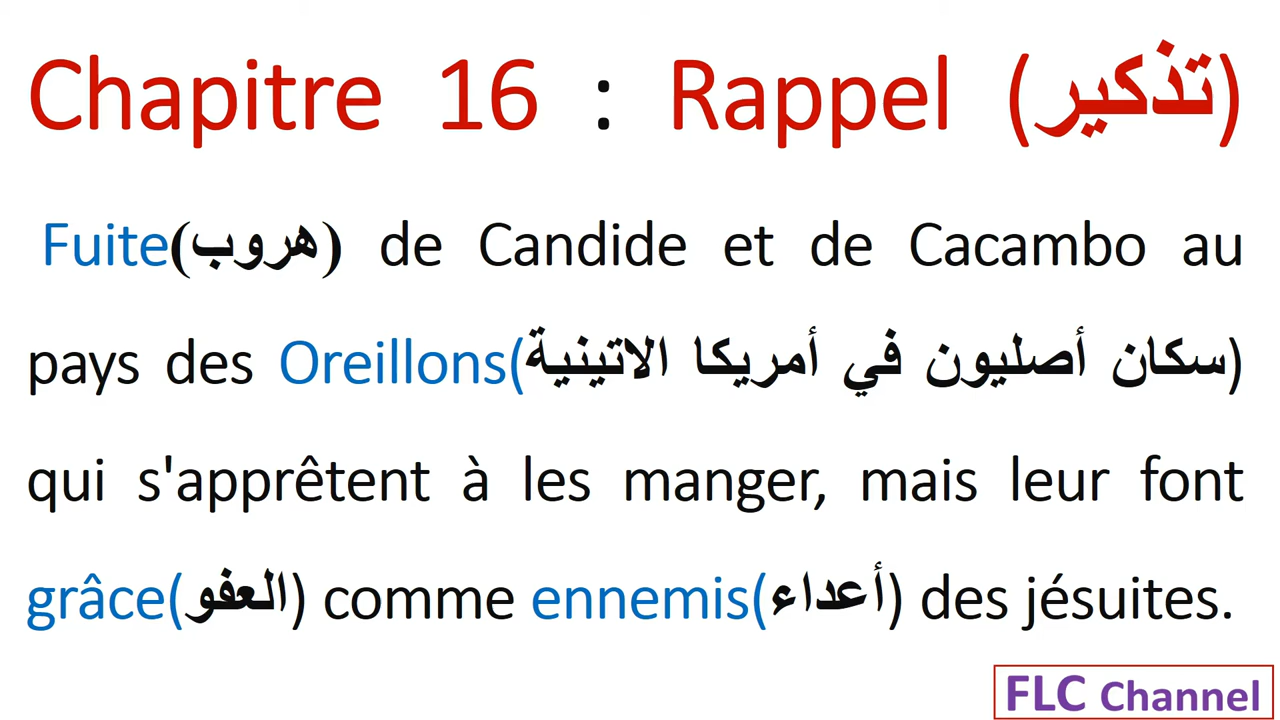 Chapitre 16 : Rappel (تذكير)
Fuite(هروب) de Candide et de Cacambo au
pays des Oreillons(سكان أصليون في أمريكا الاتينية)
qui s'apprêtent à les manger, mais leur font
grâce(العفو) comme ennemis(أعداء) des jésuites.
FLC Channel